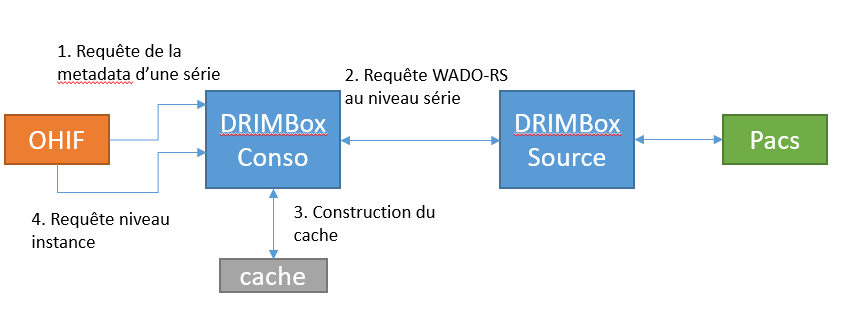 1. Requête de la
metadata d’une série
2. Requête WADO-RS
au niveau série
OHIF
DRIMBox
Conso
DRIMBox
Source
Pacs
4. Requête niveau
instance
3. Construction du
cache
cache